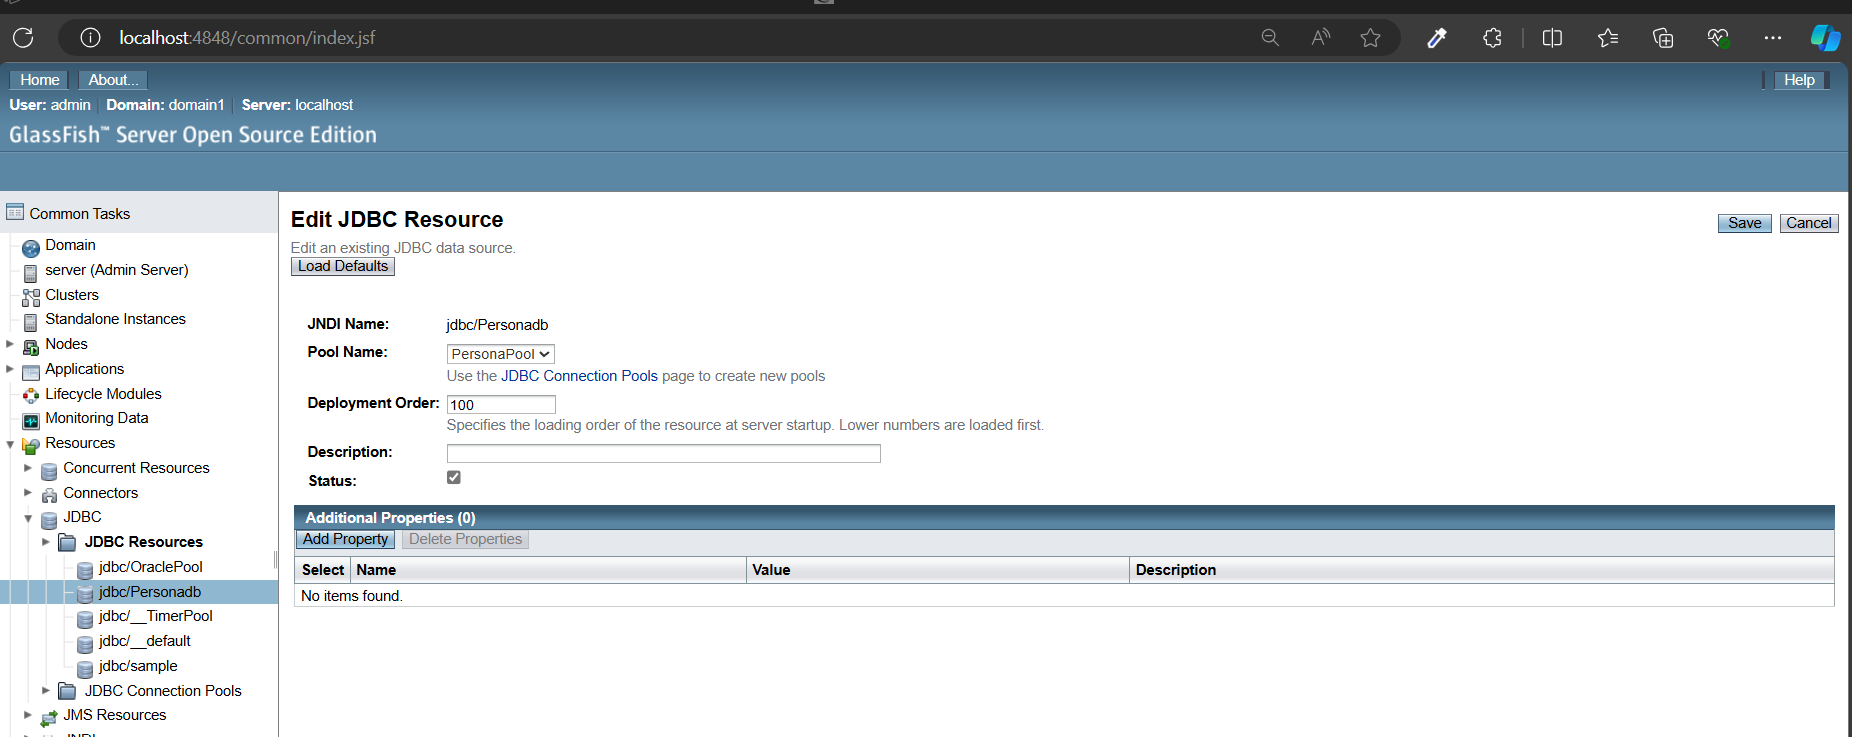 localhost:4848/common/index.jsf
Home About... Help
User: admin Domain: domain1 Server: localhost
GlassFish™ Server Open Source Edition
Common Tasks
Domain
server (Admin Server)
Clusters
Standalone Instances
Nodes
Applications
Lifecycle Modules
Monitoring Data
Resources
Concurrent Resources
Connectors
JDBC
JDBC Resources
jdbc/OraclePool
jdbc/Personadb
jdbc/__TimerPool
jdbc/__default
jdbc/sample
JDBC Connection Pools
JMS Resources
Edit JDBC Resource
Save Cancel
Edit an existing JDBC data source.
Load Defaults
JNDI Name: jdbc/Personadb
Pool Name: PersonaPool
Use the JDBC Connection Pools page to create new pools
Deployment Order: 100
Specifies the loading order of the resource at server startup. Lower numbers are loaded first.
Description:
Status:
Additional Properties (0)
Add Property Delete Properties
Select Name Value Description
No items found.